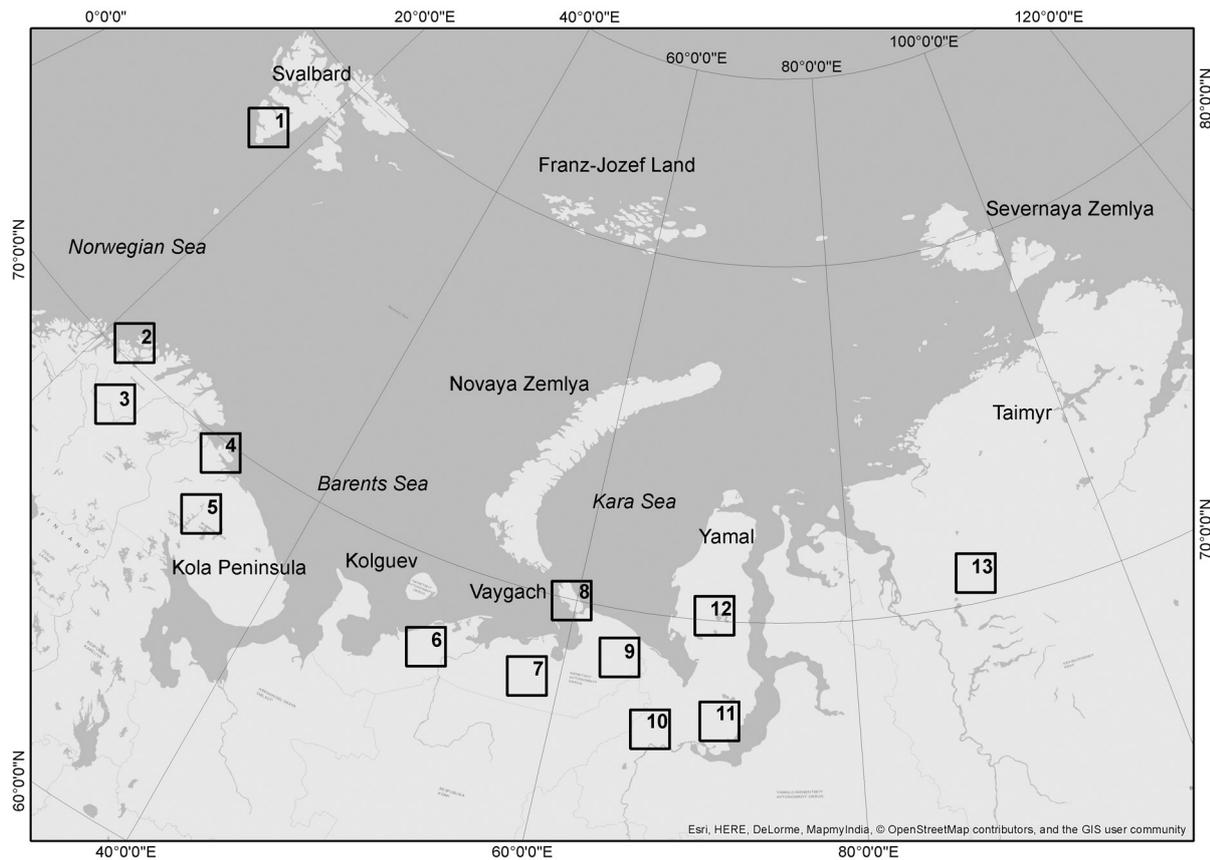 0°0'0"
20°0'0"E
40°0'0"E
120°0'0"E
60°0'0"E
80°0'0"E
100°0'0"E
Svalbard
80°0'0"N
1
Franz-Jozef Land
Severnaya Zemlya
70°0'0"N
Norwegian Sea
2
Novaya Zemlya
3
Taimyr
4
Barents Sea
Kara Sea
5
70°0'0"N
FINLAND
Yamal
Kolguev
Kola Peninsula
Vaygach
8
13
12
6
9
7
11
10
60°0'0"N
Esri, HERE, DeLorme, MapmyIndia, © OpenStreetMap contributors, and the GIS user community
40°0'0"E
60°0'0"E
80°0'0"E